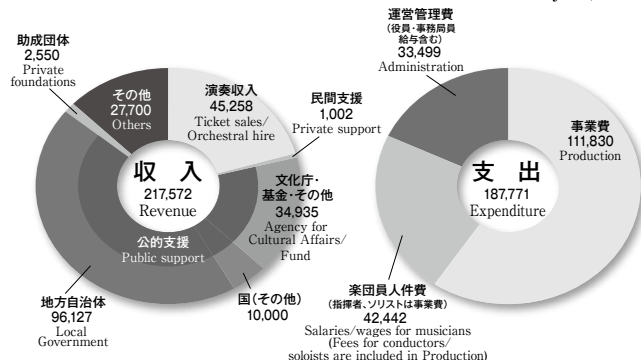 助成団体
2,550
Private
foundations
その他
27,700
Others
演奏収入
45,258
Ticket sales/
Orchestral hire
民間支援
1,002
Private support
収 入
217,572
Revenue
文化庁・
基金・その他
34,935
Agency for
Cultural Affairs/
Fund
公的支援
Public support
国(その他)
10,000
地方自治体
96,127
Local
Government
運営管理費
(役員・事務局員
給与含む)
33,499
Administration
事業費
111,830
Production
支 出
187,771
Expenditure
楽団員人件費
(指揮者、ソリストは事業費)
42,442
Salaries/wages for musicians
(Fees for conductors/
soloists are included in Production)